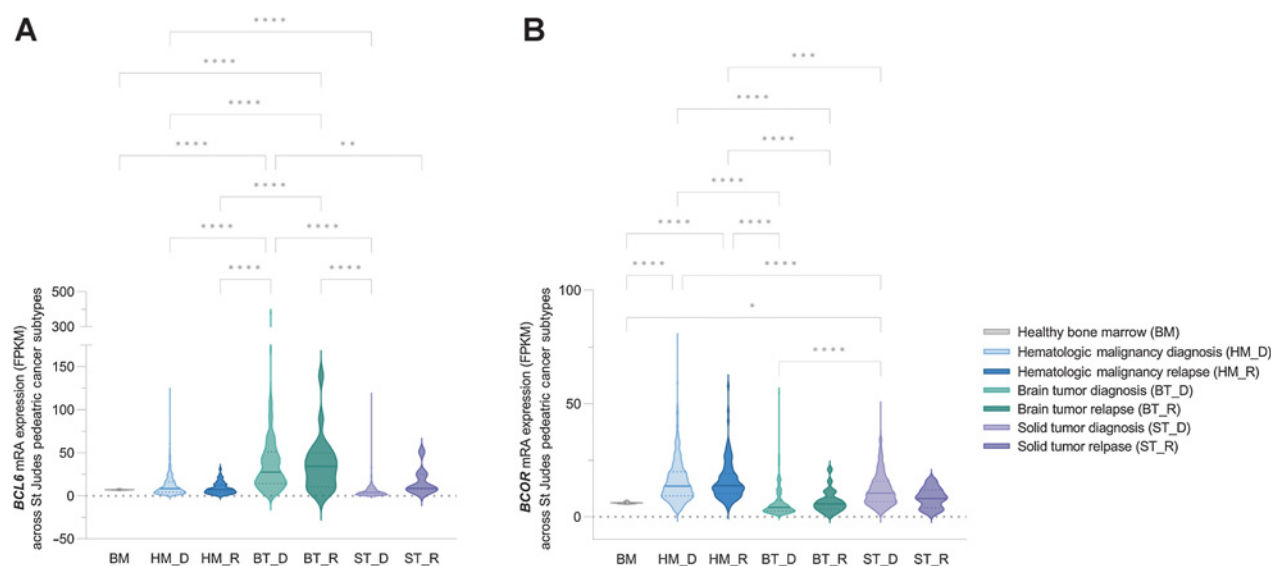 A
****
****
****
**** **
****
**** ****
**** ****
BCL6 mRA expression (FPKM)
across St Judes pedeatric cancer subtypes
500
300
150
100
50
0
−50
BM HM_D HM_R BT_D BT_R ST_D ST_R
B
***
****
****
****
**** ****
**** ****
*
****
BCOR mRNA expression (FPKM)
across St Judes pedeatric cancer subtypes
100
50
0
BM HM_D HM_R BT_D BT_R ST_D ST_R
Healthy bone marrow (BM)
Hematologic malignancy diagnosis (HM_D)
Hematologic malignancy relapse (HM_R)
Brain tumor diagnosis (BT_D)
Brain tumor relapse (BT_R)
Solid tumor diagnosis (ST_D)
Solid tumor relpase (ST_R)